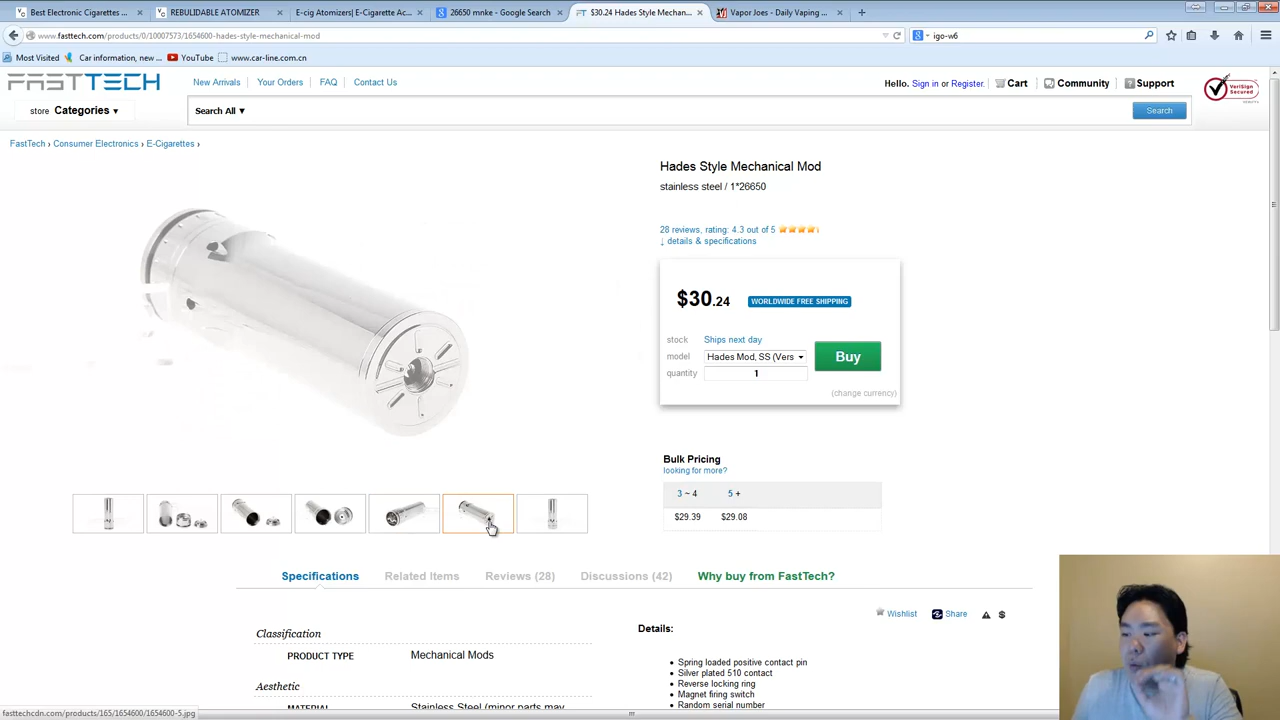 Best Electronic Cigarettes ...
REBUILDABLE ATOMIZER
E-cig Atomizers| E-Cigarette Ac...
26650 mnke - Google Search
$30.24 Hades Style Mechan...
Vapor Joes - Daily Vaping ...
www.fasttech.com/products/0/10007573/1654600-hades-style-mechanical-mod
igo-w6
Most Visited
Car information, new ...
YouTube
www.car-line.com.cn
FASTTECH
New Arrivals
Your Orders
FAQ
Contact Us
Hello. Sign in or Register.
Cart
Community
Support
VeriSign
Secured
store Categories ▾
Search All ▾
Search
FastTech › Consumer Electronics › E-Cigarettes ›
Hades Style Mechanical Mod
stainless steel / 1*26650
28 reviews, rating: 4.3 out of 5
↓ details & specifications
$30.24 WORLDWIDE FREE SHIPPING
stock Ships next day
model Hades Mod, SS (Vers
Buy
quantity 1
(change currency)
Bulk Pricing
looking for more?
3 ~ 4 5 +
$29.39 $29.08
Specifications
Related Items
Reviews (28)
Discussions (42)
Why buy from FastTech?
Wishlist
Share
Classification
PRODUCT TYPE Mechanical Mods
Aesthetic
MATERIAL Stainless Steel (minor parts may
Details:
• Spring loaded positive contact pin
• Silver plated 510 contact
• Reverse locking ring
• Magnet firing switch
• Random serial number
fasttechcdn.com/products/165/1654600/1654600-5.jpg